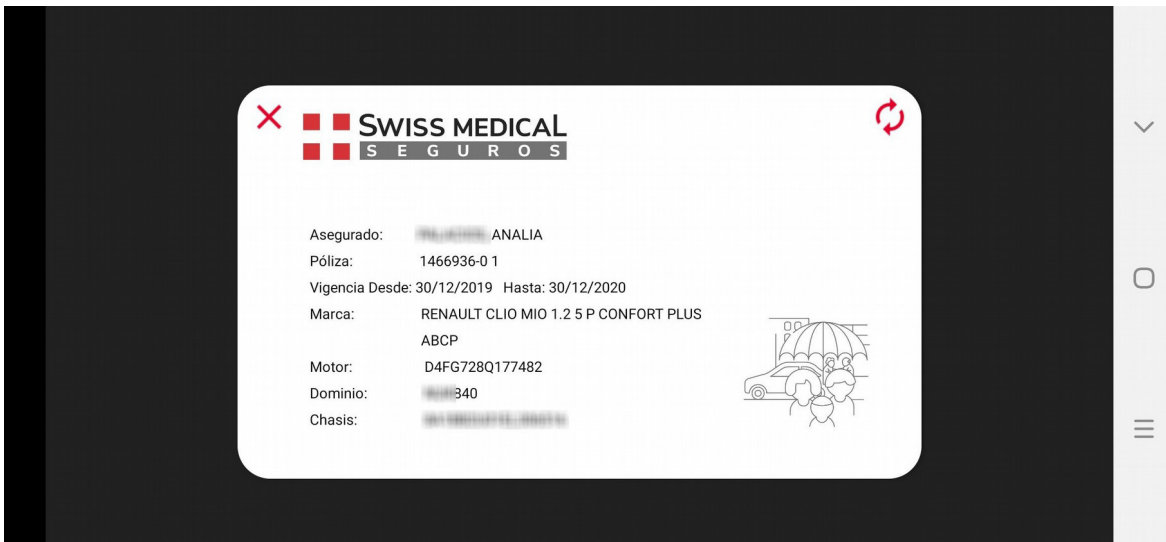 SWISS MEDICAL
SEGUROS
Asegurado: ANALIA
Póliza: 1466936-0 1
Vigencia Desde: 30/12/2019 Hasta: 30/12/2020
Marca: RENAULT CLIO MIO 1.2 5 P CONFORT PLUS
ABCP
Motor: D4FG728Q177482
Dominio: 840
Chasis: